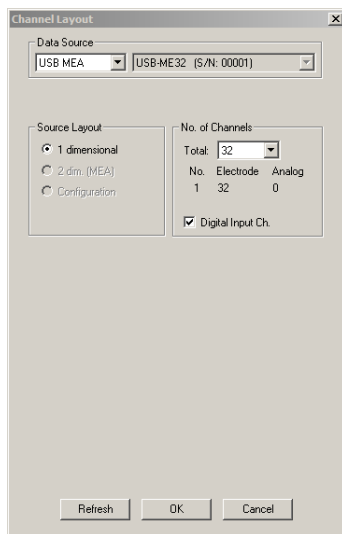 Channel Layout
Data Source
USB MEA USB-ME32 (S/N: 00001)
Source Layout
1 dimensional
2 dim. (MEA)
Configuration
No. of Channels
Total: 32
No. Electrode Analog
1 32 0
Digital Input Ch.
Refresh OK Cancel